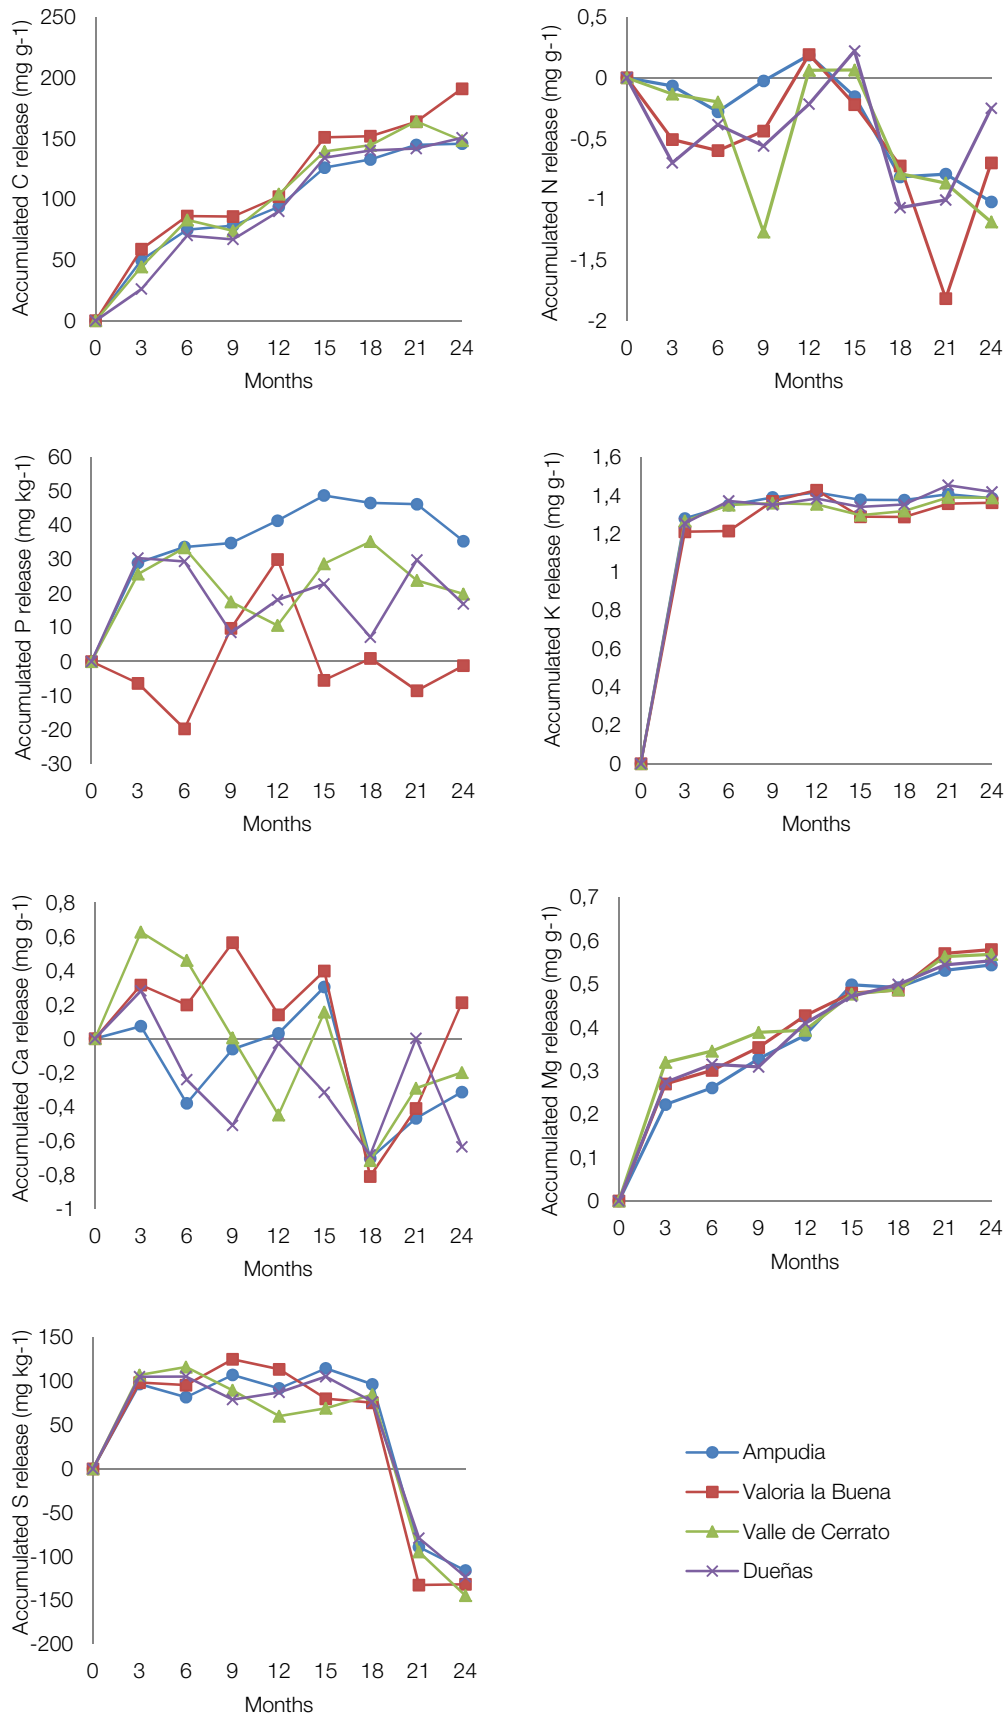 Accumulated C release (mg g-1)
250
200
150
100
50
0
0 3 6 9 12 15 18 21 24
Months
Accumulated N release (mg g-1)
0,5
0
-0,5
-1
-1,5
-2
0 3 6 9 12 15 18 21 24
Months
Accumulated P release (mg kg-1)
60
50
40
30
20
10
0
-10
-20
-30
0 3 6 9 12 15 18 21 24
Months
Accumulated K release (mg g-1)
1,6
1,4
1,2
1
0,8
0,6
0,4
0,2
0
0 3 6 9 12 15 18 21 24
Months
Accumulated Ca release (mg g-1)
0,8
0,6
0,4
0,2
0
-0,2
-0,4
-0,6
-0,8
-1
0 3 6 9 12 15 18 21 24
Months
Accumulated Mg release (mg g-1)
0,7
0,6
0,5
0,4
0,3
0,2
0,1
0
0 3 6 9 12 15 18 21 24
Months
Accumulated S release (mg kg-1)
150
100
50
0
-50
-100
-150
-200
0 3 6 9 12 15 18 21 24
Months
Ampudia
Valoria la Buena
Valle de Cerrato
Dueñas